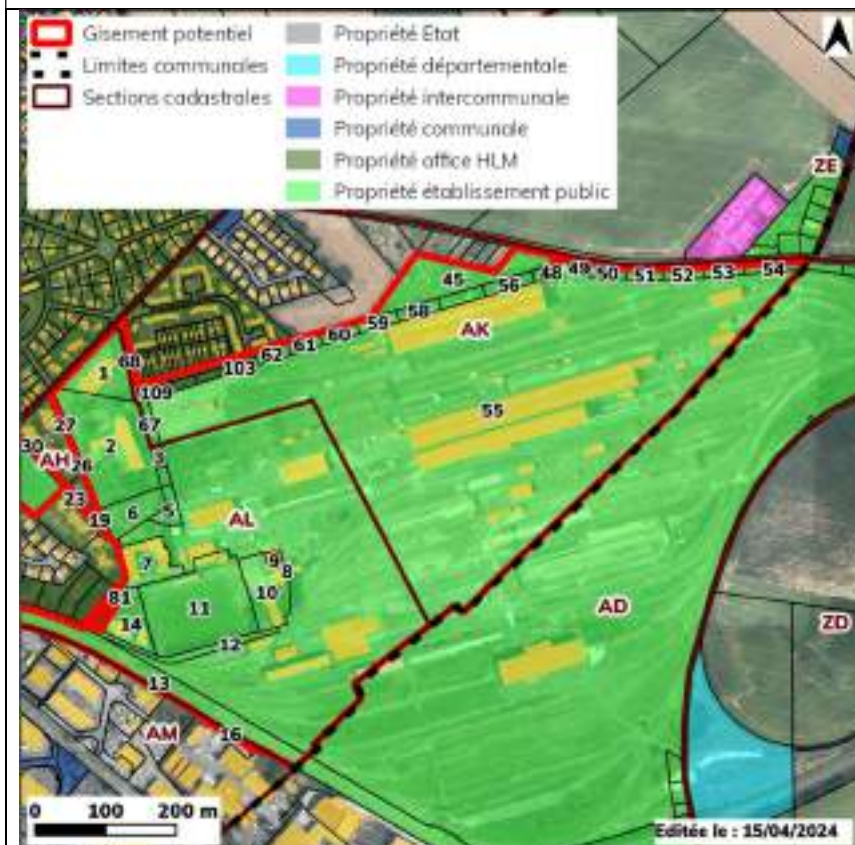 Gisement potentiel
Limites communales
Sections cadastrales
Propriété Etat
Propriété départementale
Propriété intercommunale
Propriété communale
Propriété office HLM
Propriété établissement public
ZE
45
48
49
50
51
52
53
54
56
58
59
60
61
62
103
109
AK
68
1
67
55
27
2
3
30
AH
26
23
19
6
5
AL
7
9
8
81
11
10
14
12
AD
ZD
13
AM
16
0 100 200 m
Editée le : 15/04/2024